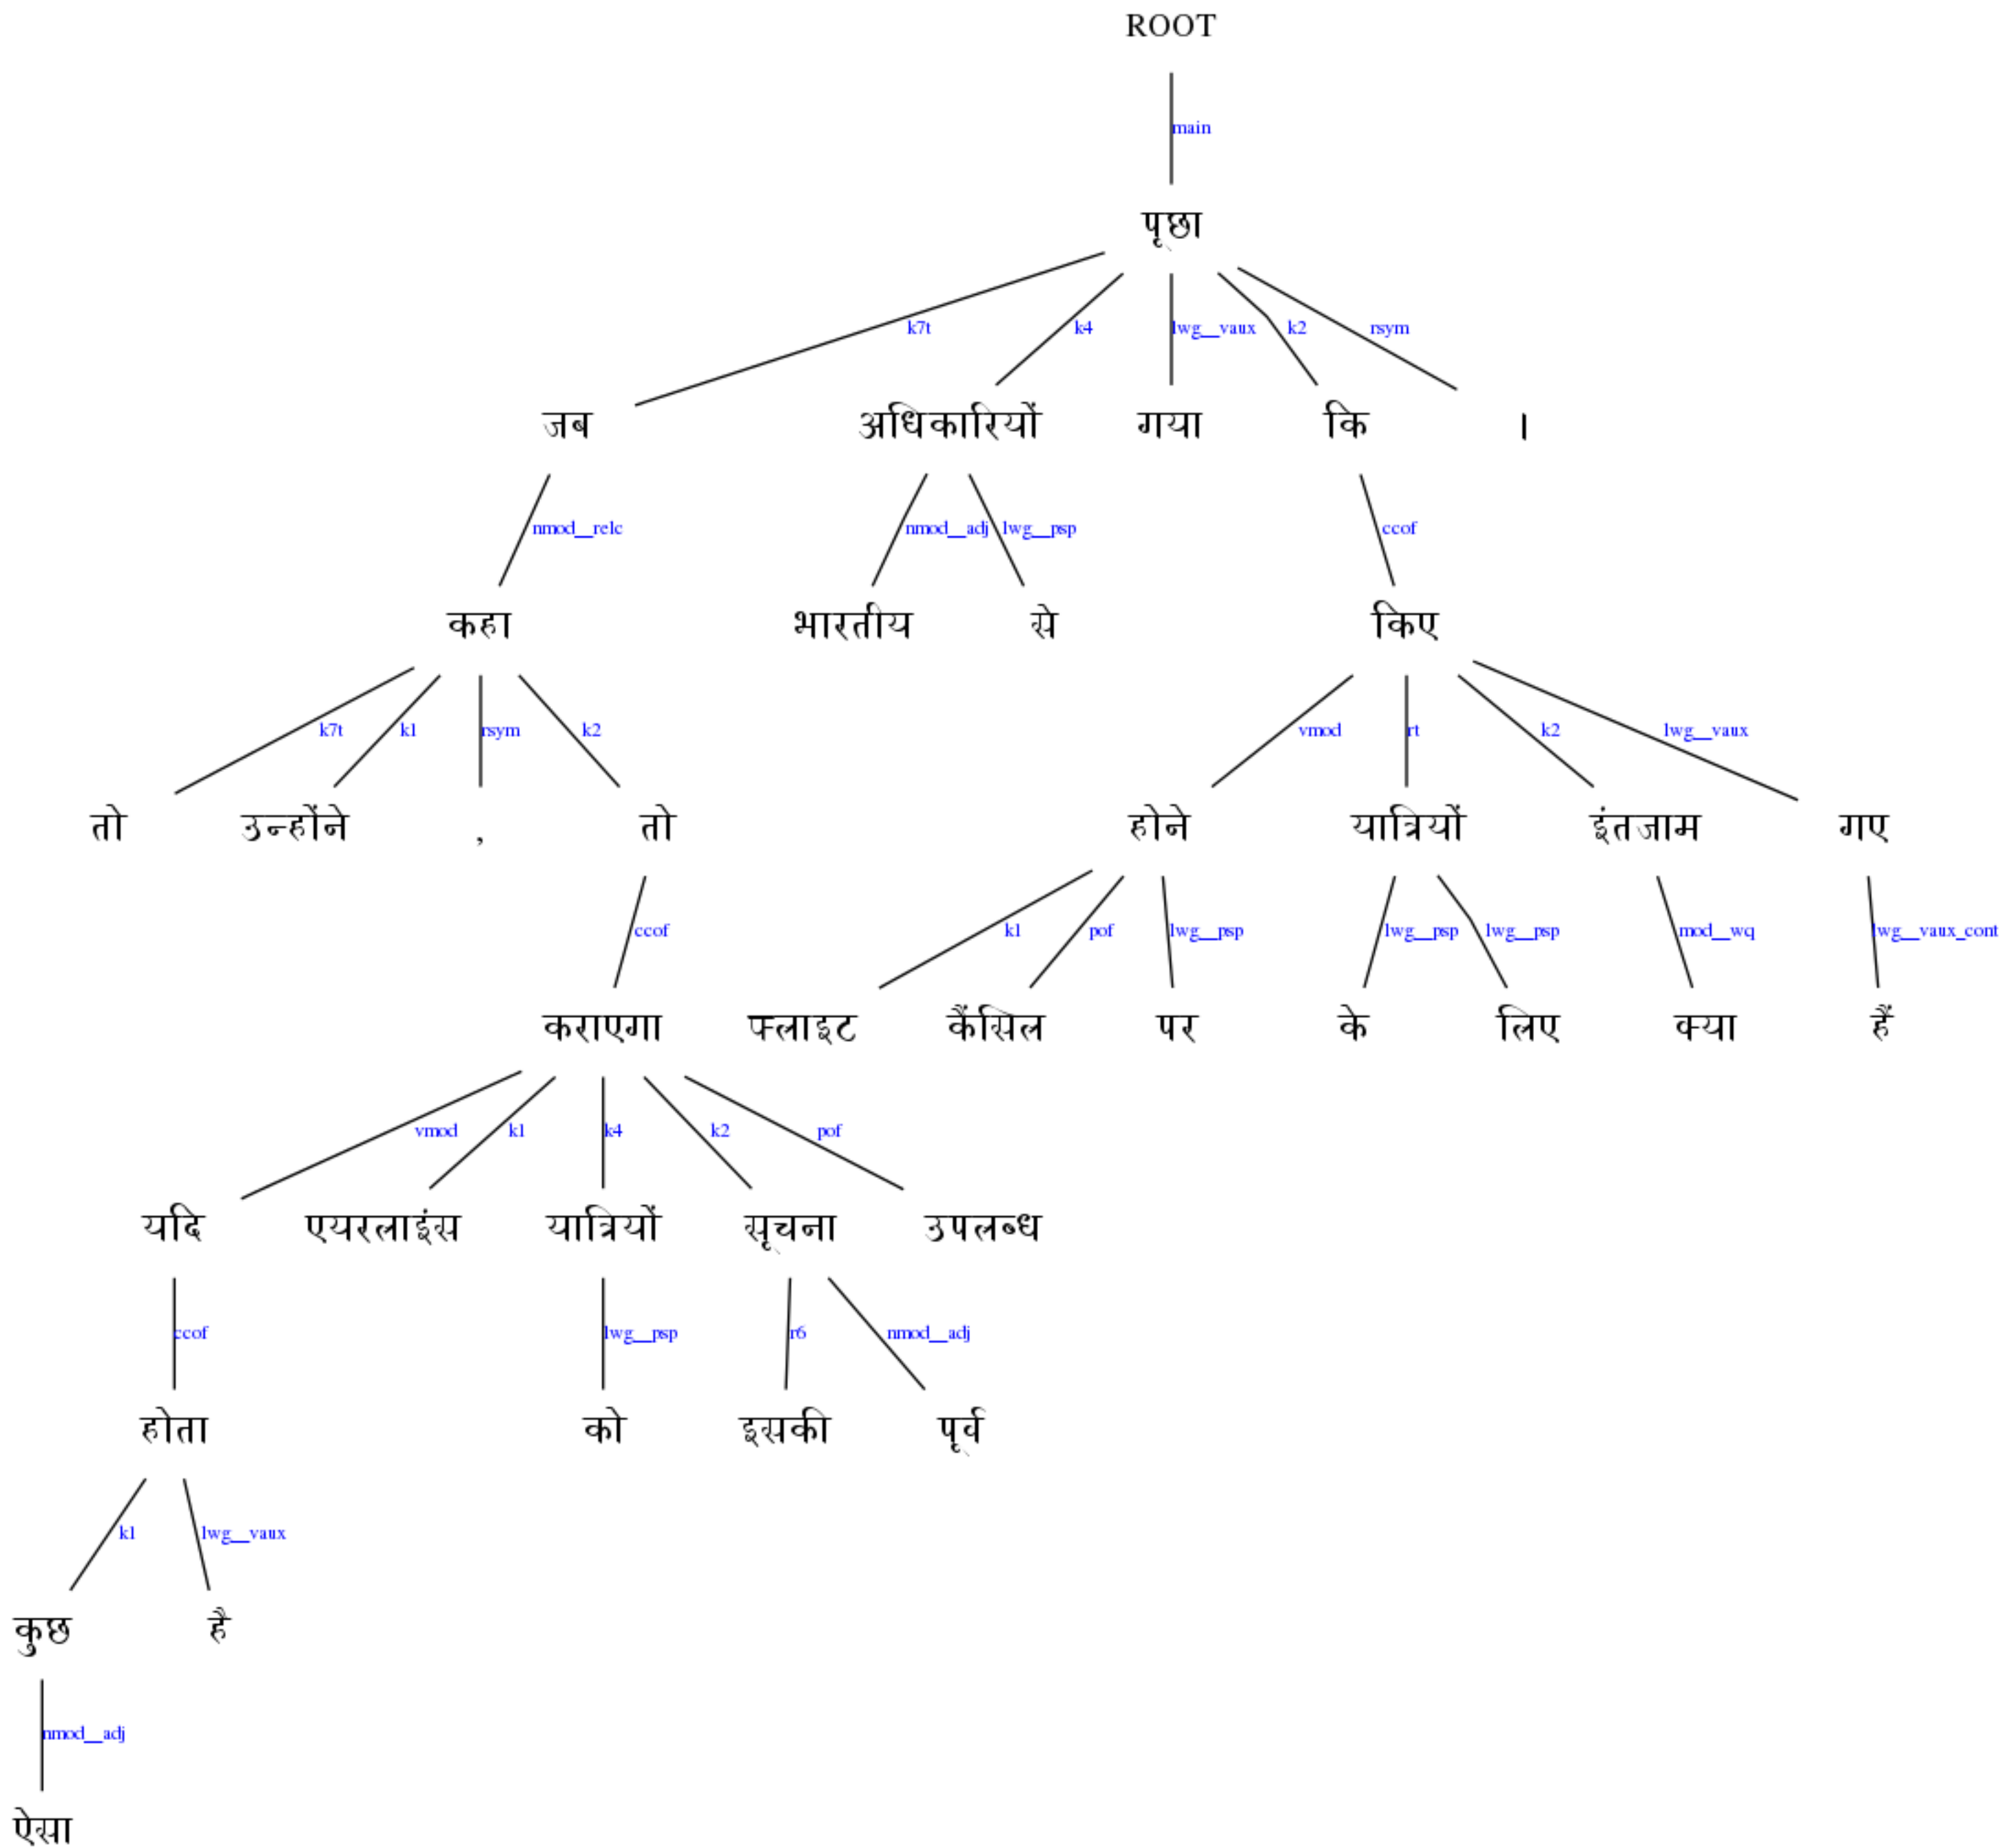 ROOT
main
पूछा
k7t k4 lwg__vaux k2 rsym
जब अधिकारियों गया कि ।
nmod__relc nmod__adj lwg__psp ccof
कहा भारतीय से किए
k7t k1 rsym k2 vmod rt k2 lwg__vaux
तो उन्होंने , तो होने यात्रियों इंतजाम गए
ccof k1 pof lwg__psp lwg__psp lwg__psp mod__wq lwg__vaux_cont
कराएगा फ्लाइट कैंसिल पर के लिए क्या हैं
vmod k1 k4 k2 pof
यदि एयरलाइंस यात्रियों सूचना उपलब्ध
ccof lwg__psp r6 nmod__adj
होता को इसकी पूर्व
k1 lwg__vaux
कुछ है
nmod__adj
ऐसा